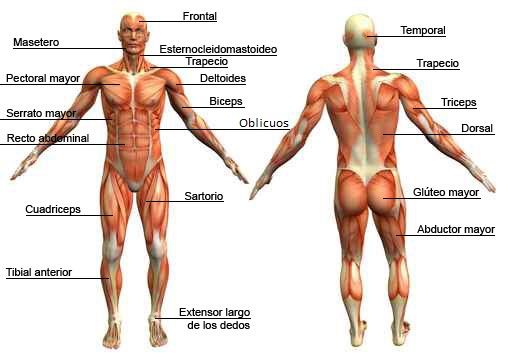 Frontal
Masetero
Esternocleidomastoideo
Trapecio
Pectoral mayor
Deltoides
Biceps
Serrato mayor
Oblicuos
Recto abdominal
Sartorio
Cuadriceps
Tibial anterior
Extensor largo
de los dedos
Temporal
Trapecio
Triceps
Dorsal
Glúteo mayor
Abductor mayor